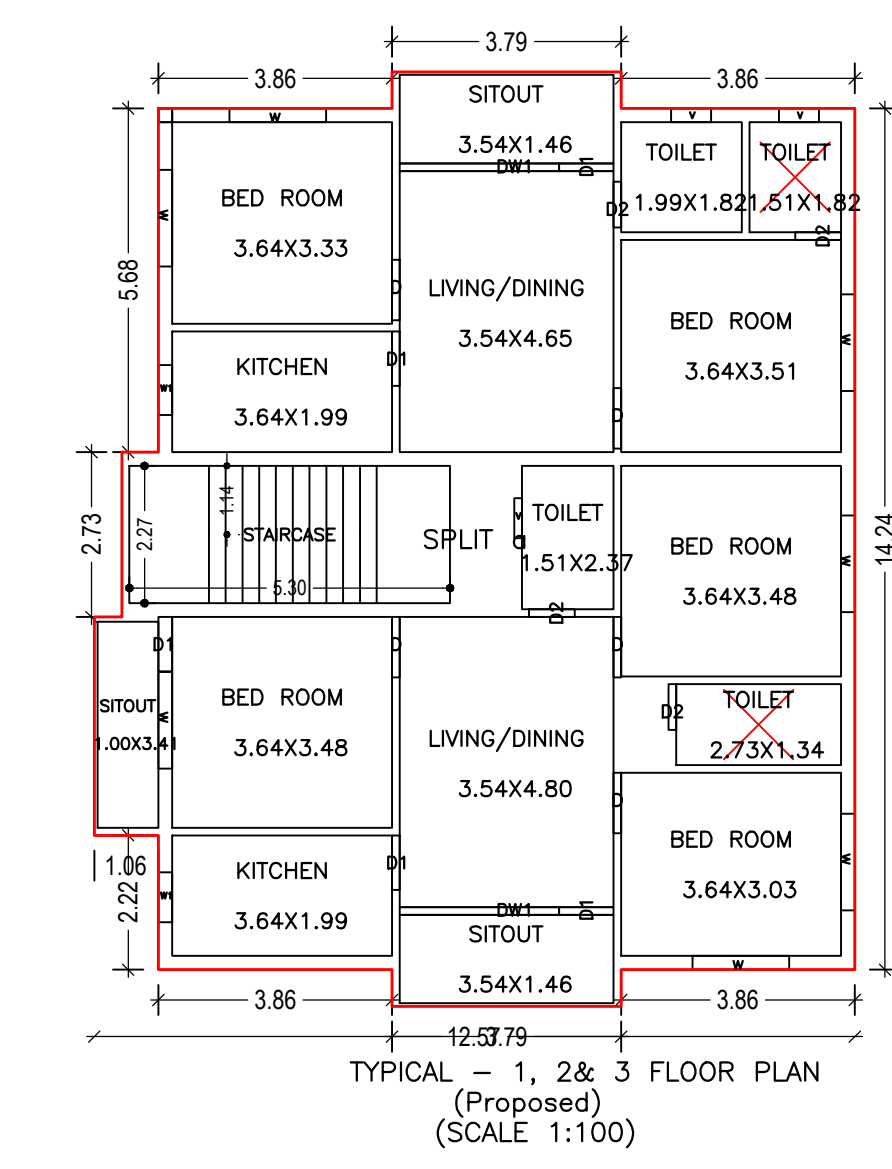 3.79
3.86
3.86
SITOUT
3.54X1.46
W
V
V
DW1
D1
TOILET
1.99X1.82
TOILET
1.51X1.82
D2
D2
BED ROOM
3.64X3.33
W
5.68
D
LIVING/DINING
3.54X4.65
BED ROOM
3.64X3.51
W
KITCHEN
3.64X1.99
W1
D1
D
2.73
2.27
1.14
STAIRCASE
5.30
SPLIT
V
D
TOILET
1.51X2.37
D2
BED ROOM
3.64X3.48
W
14.24
D1
SITOUT
1.00X3.41
W
BED ROOM
3.64X3.48
D
LIVING/DINING
3.54X4.80
D
D2
TOILET
2.73X1.34
D
BED ROOM
3.64X3.03
W
1.06
2.22
KITCHEN
3.64X1.99
W1
D1
DW1
D1
SITOUT
3.54X1.46
W
3.86
3.86
12.57
3.79
TYPICAL - 1, 2& 3 FLOOR PLAN
(Proposed)
(SCALE 1:100)